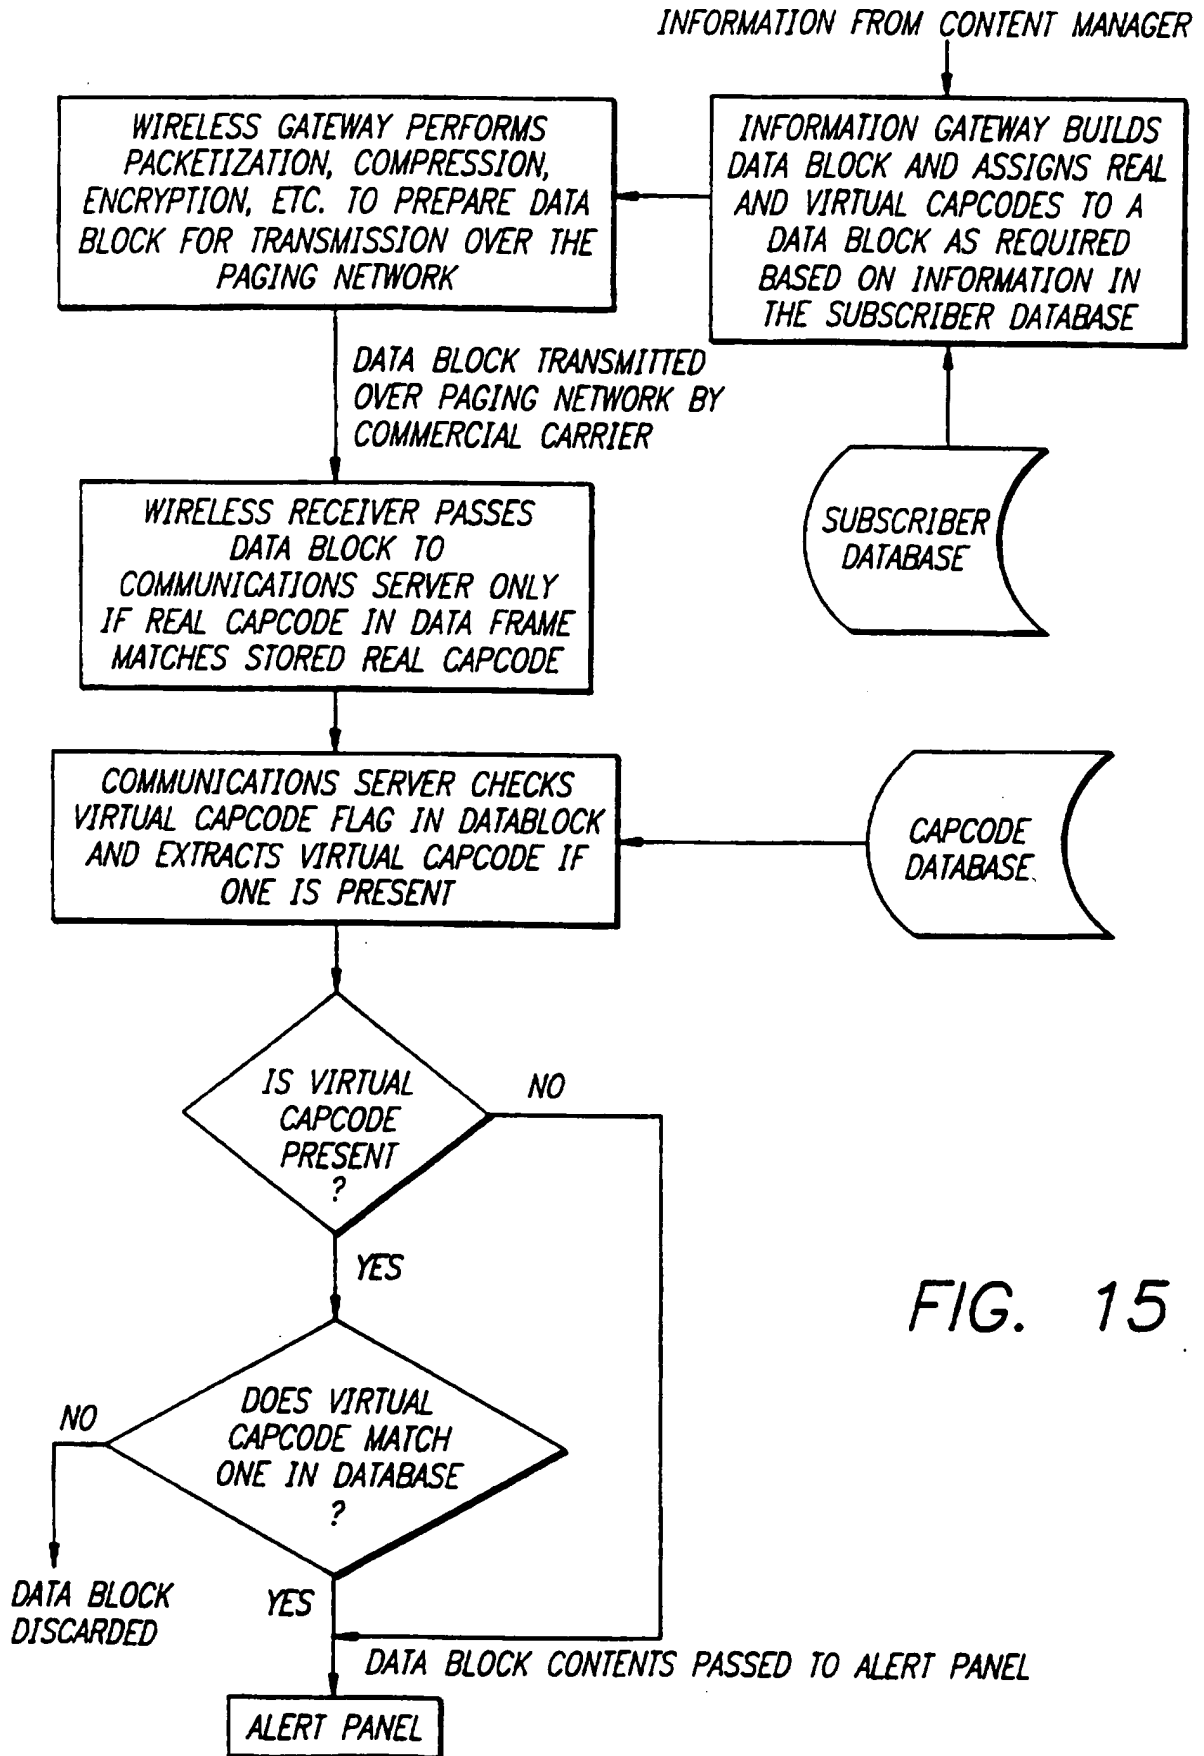 INFORMATION FROM CONTENT MANAGER
WIRELESS GATEWAY PERFORMS
PACKETIZATION, COMPRESSION,
ENCRYPTION, ETC. TO PREPARE DATA
BLOCK FOR TRANSMISSION OVER THE
PAGING NETWORK
INFORMATION GATEWAY BUILDS
DATA BLOCK AND ASSIGNS REAL
AND VIRTUAL CAPCODES TO A
DATA BLOCK AS REQUIRED
BASED ON INFORMATION IN
THE SUBSCRIBER DATABASE
DATA BLOCK TRANSMITTED
OVER PAGING NETWORK BY
COMMERCIAL CARRIER
SUBSCRIBER
DATABASE
WIRELESS RECEIVER PASSES
DATA BLOCK TO
COMMUNICATIONS SERVER ONLY
IF REAL CAPCODE IN DATA FRAME
MATCHES STORED REAL CAPCODE
COMMUNICATIONS SERVER CHECKS
VIRTUAL CAPCODE FLAG IN DATABLOCK
AND EXTRACTS VIRTUAL CAPCODE IF
ONE IS PRESENT
CAPCODE
DATABASE
IS VIRTUAL
CAPCODE
PRESENT
?
NO
YES
FIG. 15
DOES VIRTUAL
CAPCODE MATCH
ONE IN DATABASE
?
NO
DATA BLOCK
DISCARDED
YES
DATA BLOCK CONTENTS PASSED TO ALERT PANEL
ALERT PANEL